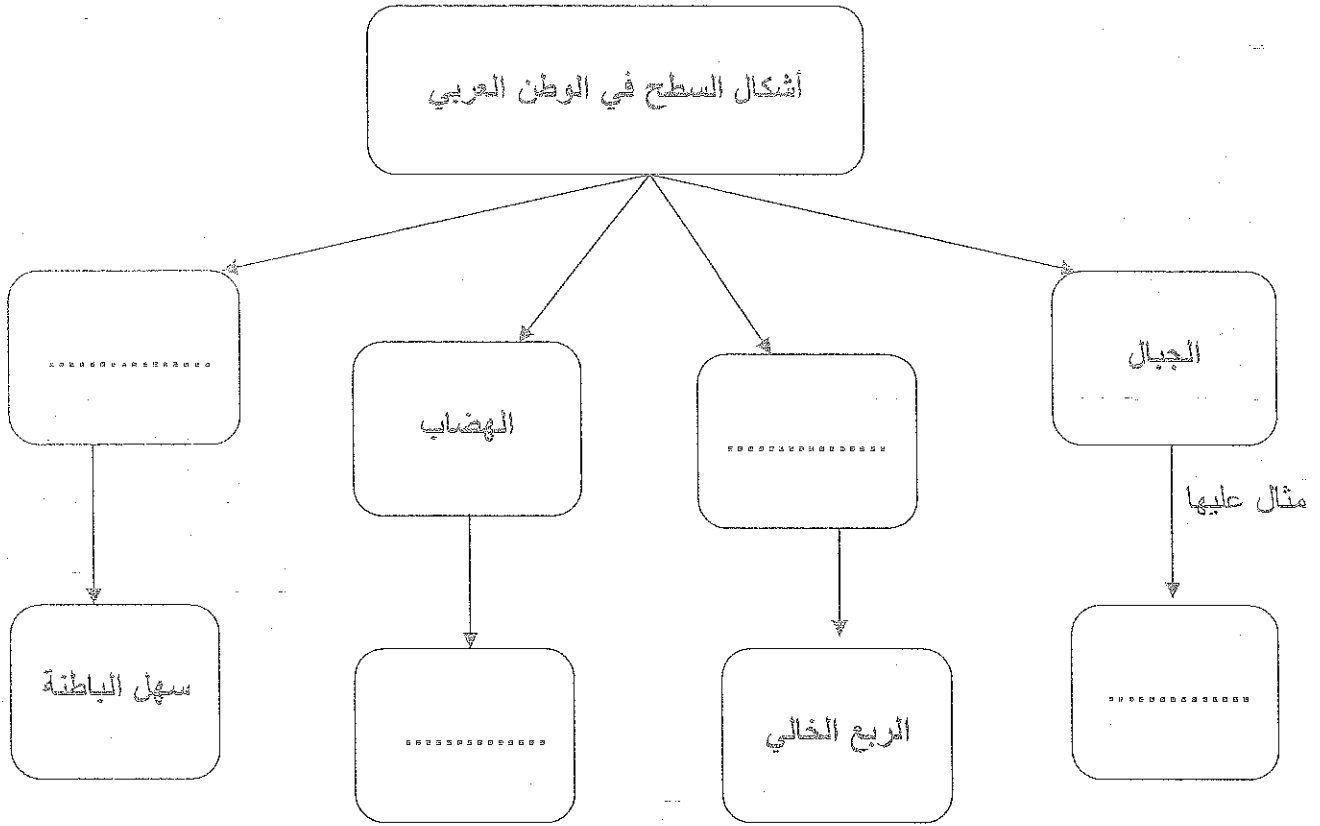 أشكال السطح في الوطن العربي
الجبال
................
الهضاب
................
مثال عليها
................
الربع الخالي
................
سهل الباطنة